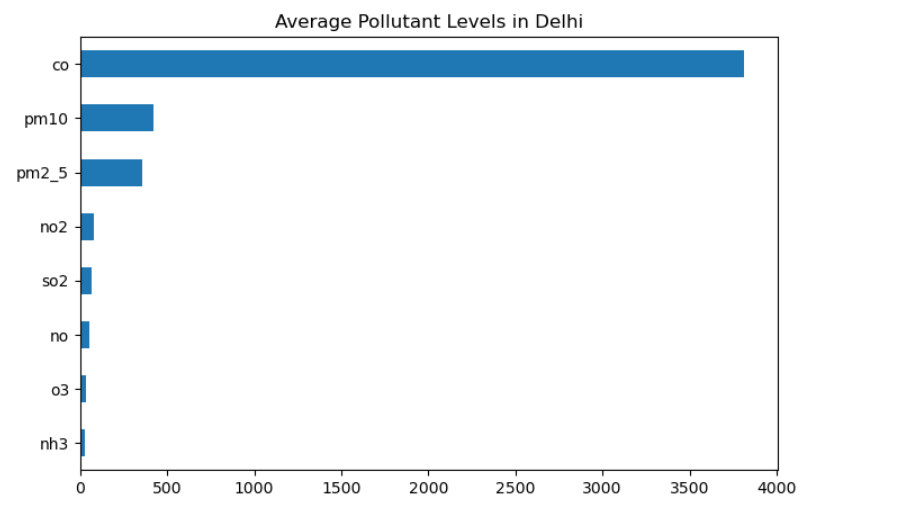 Average Pollutant Levels in Delhi
co
pm10
pm2_5
no2
so2
no
o3
nh3
0 500 1000 1500 2000 2500 3000 3500 4000